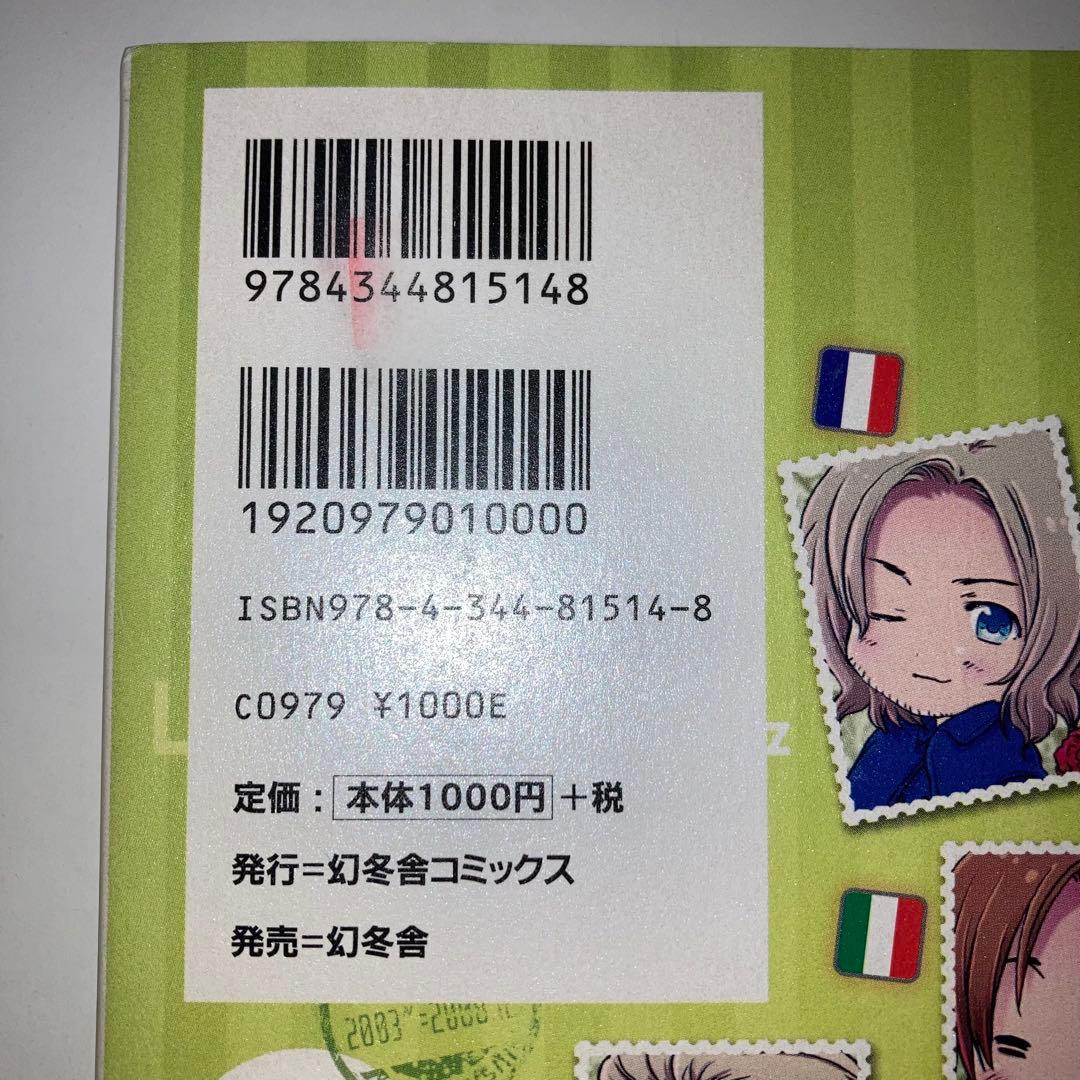 9784344815148
1920979010000
ISBN978-4-344-81514-8
C0979 ¥1000E
定価：本体1000円＋税
発行=幻冬舎コミックス
発売=幻冬舎
2003